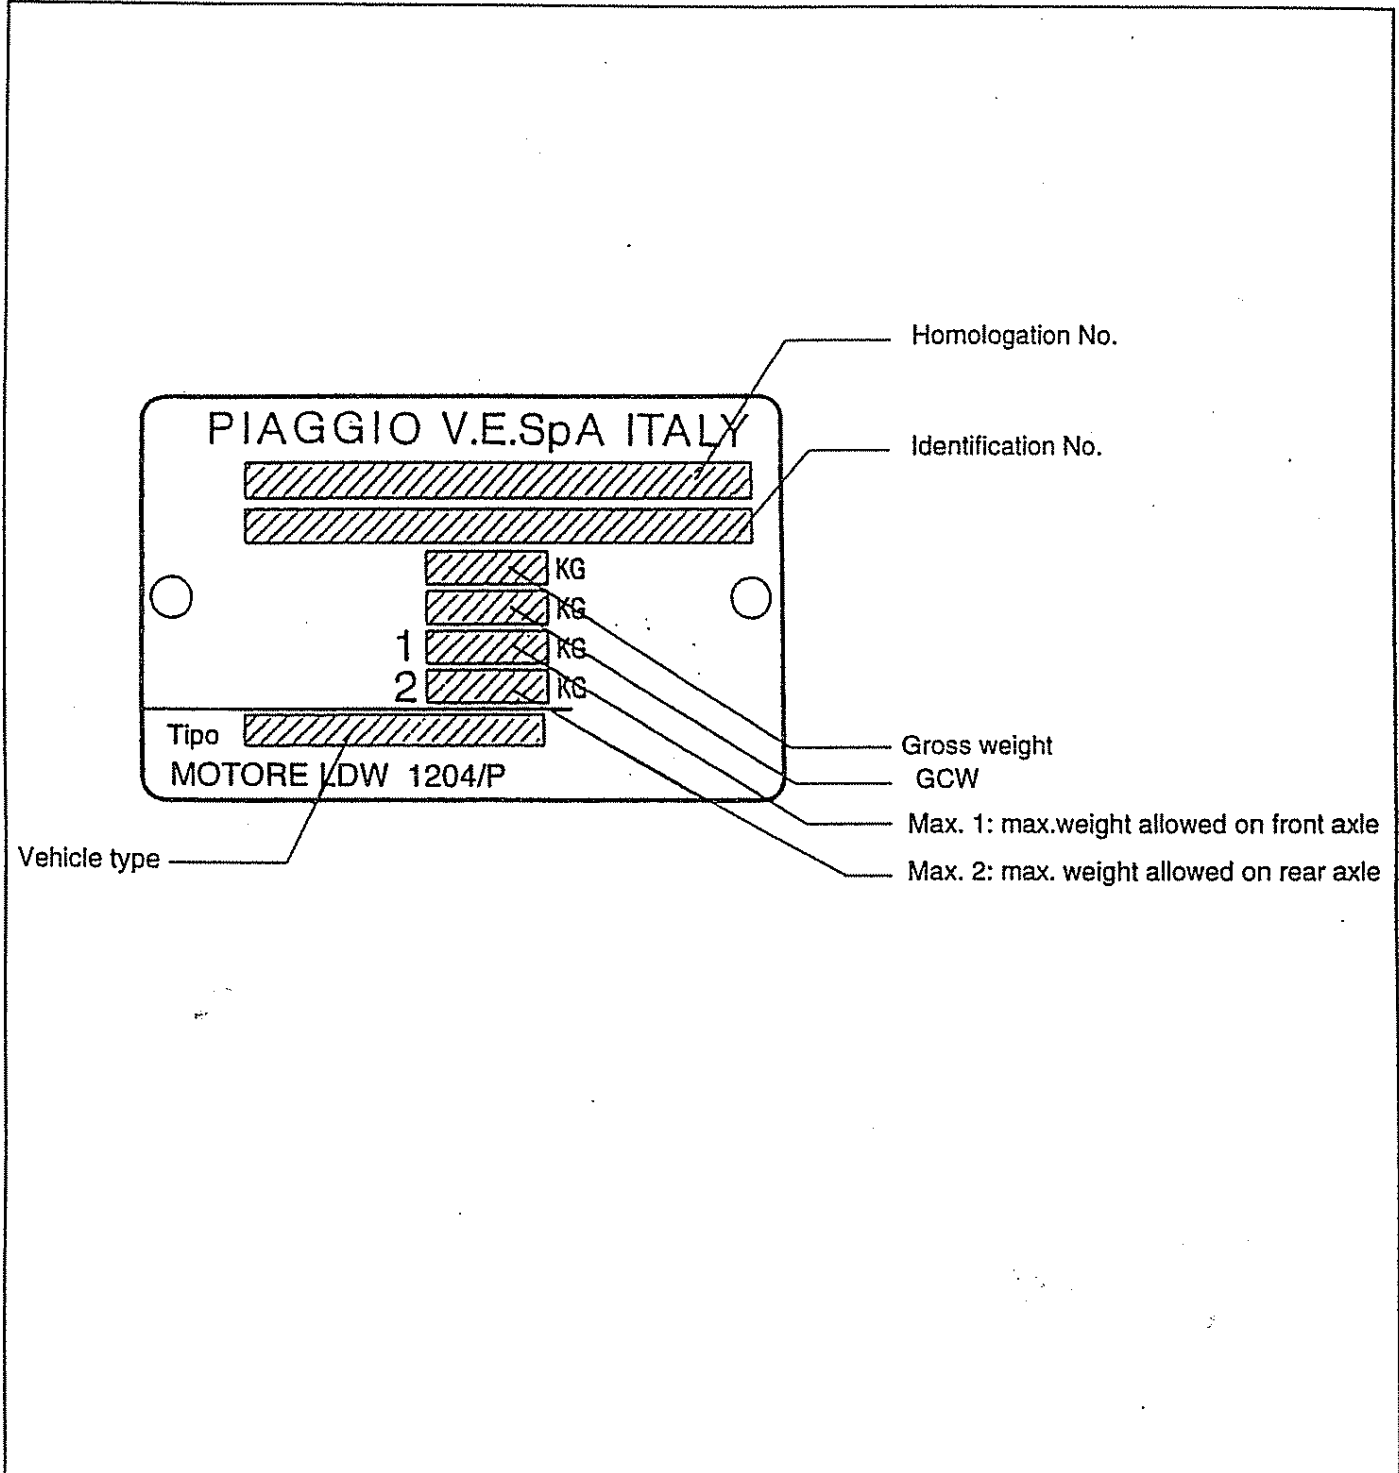 Homologation No.
PIAGGIO V.E.SpA ITALY
Identification No.
KG
KG
1 KG
2 KG
Tipo
Gross weight
MOTORE LDW 1204/P
GCW
Max. 1: max.weight allowed on front axle
Vehicle type
Max. 2: max. weight allowed on rear axle